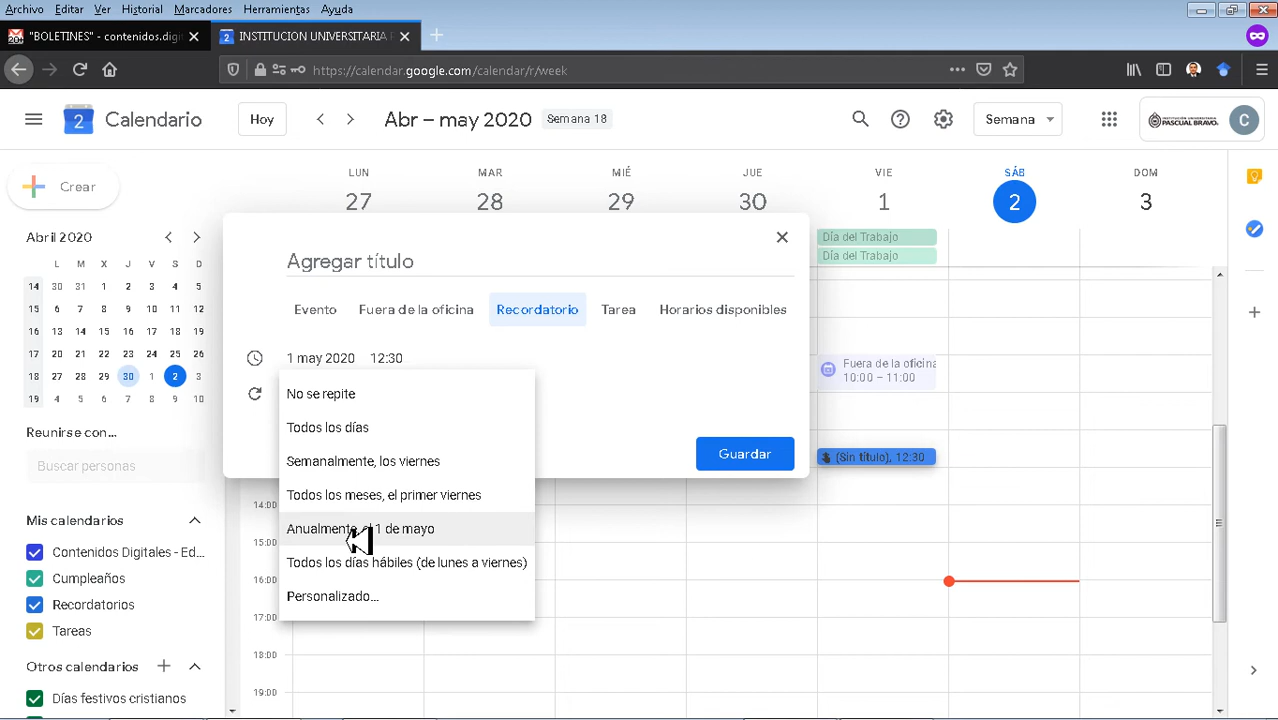 Archivo Editar Ver Historial Marcadores Herramientas Ayuda
20+ "BOLETINES" - contenidos.digi
2 INSTITUCION UNIVERSITARIA P
https://calendar.google.com/calendar/r/week
2 Calendario Hoy Abr – may 2020 Semana 18 Semana
INSTITUCIÓN UNIVERSITARIA
PASCUAL BRAVO. C
Crear
LUN MAR MIÉ JUE VIE SÁB DOM
27 28 29 30 1 2 3
Abril 2020
L M X J V S D
14 30 31 1 2 3 4 5
15 6 7 8 9 10 11 12
16 13 14 15 16 17 18 19
17 20 21 22 23 24 25 26
18 27 28 29 30 1 2 3
19 4 5 6 7 8 9 10
Reunirse con...
Buscar personas
Mis calendarios
Contenidos Digitales - Ed...
Cumpleaños
Recordatorios
Tareas
Otros calendarios
Días festivos cristianos
Agregar título
Evento Fuera de la oficina Recordatorio Tarea Horarios disponibles
1 may 2020 12:30
No se repite
Todos los días
Semanalmente, los viernes
Todos los meses, el primer viernes
Anualmente el 1 de mayo
Todos los días hábiles (de lunes a viernes)
Personalizado...
Guardar
Día del Trabajo
Día del Trabajo
Fuera de la oficina
10:00 – 11:00
(Sin título), 12:30
14:00
15:00
16:00
17:00
18:00
19:00